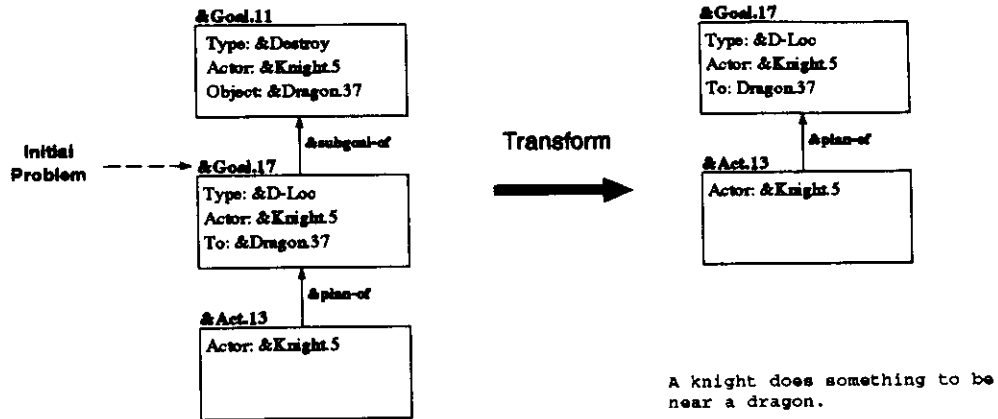 &Goal.11
Type: &Destroy
Actor: &Knight.5
Object: &Dragon.37
&subgoal-of
Initial
Problem
&Goal.17
Type: &D-Loc
Actor: &Knight.5
To: &Dragon.37
&plan-of
&Act.13
Actor: &Knight.5
Transform
&Goal.17
Type: &D-Loc
Actor: &Knight.5
To: Dragon.37
&plan-of
&Act.13
Actor: &Knight.5
A knight does something to be
near a dragon.